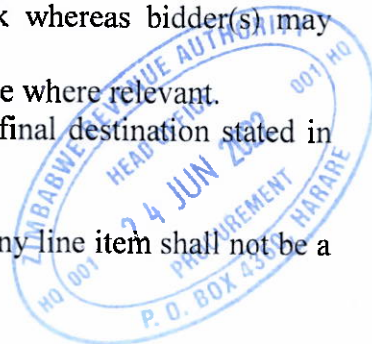 k whereas bidder(s) may
e where relevant.
final destination stated in
ny line item shall not be a
ZIMBABWE REVENUE AUTHORITY
HEAD OFFICE
001 HQ
24 JUN
PROCUREMENT
HQ 001
P. O. BOX 4360, HARARE